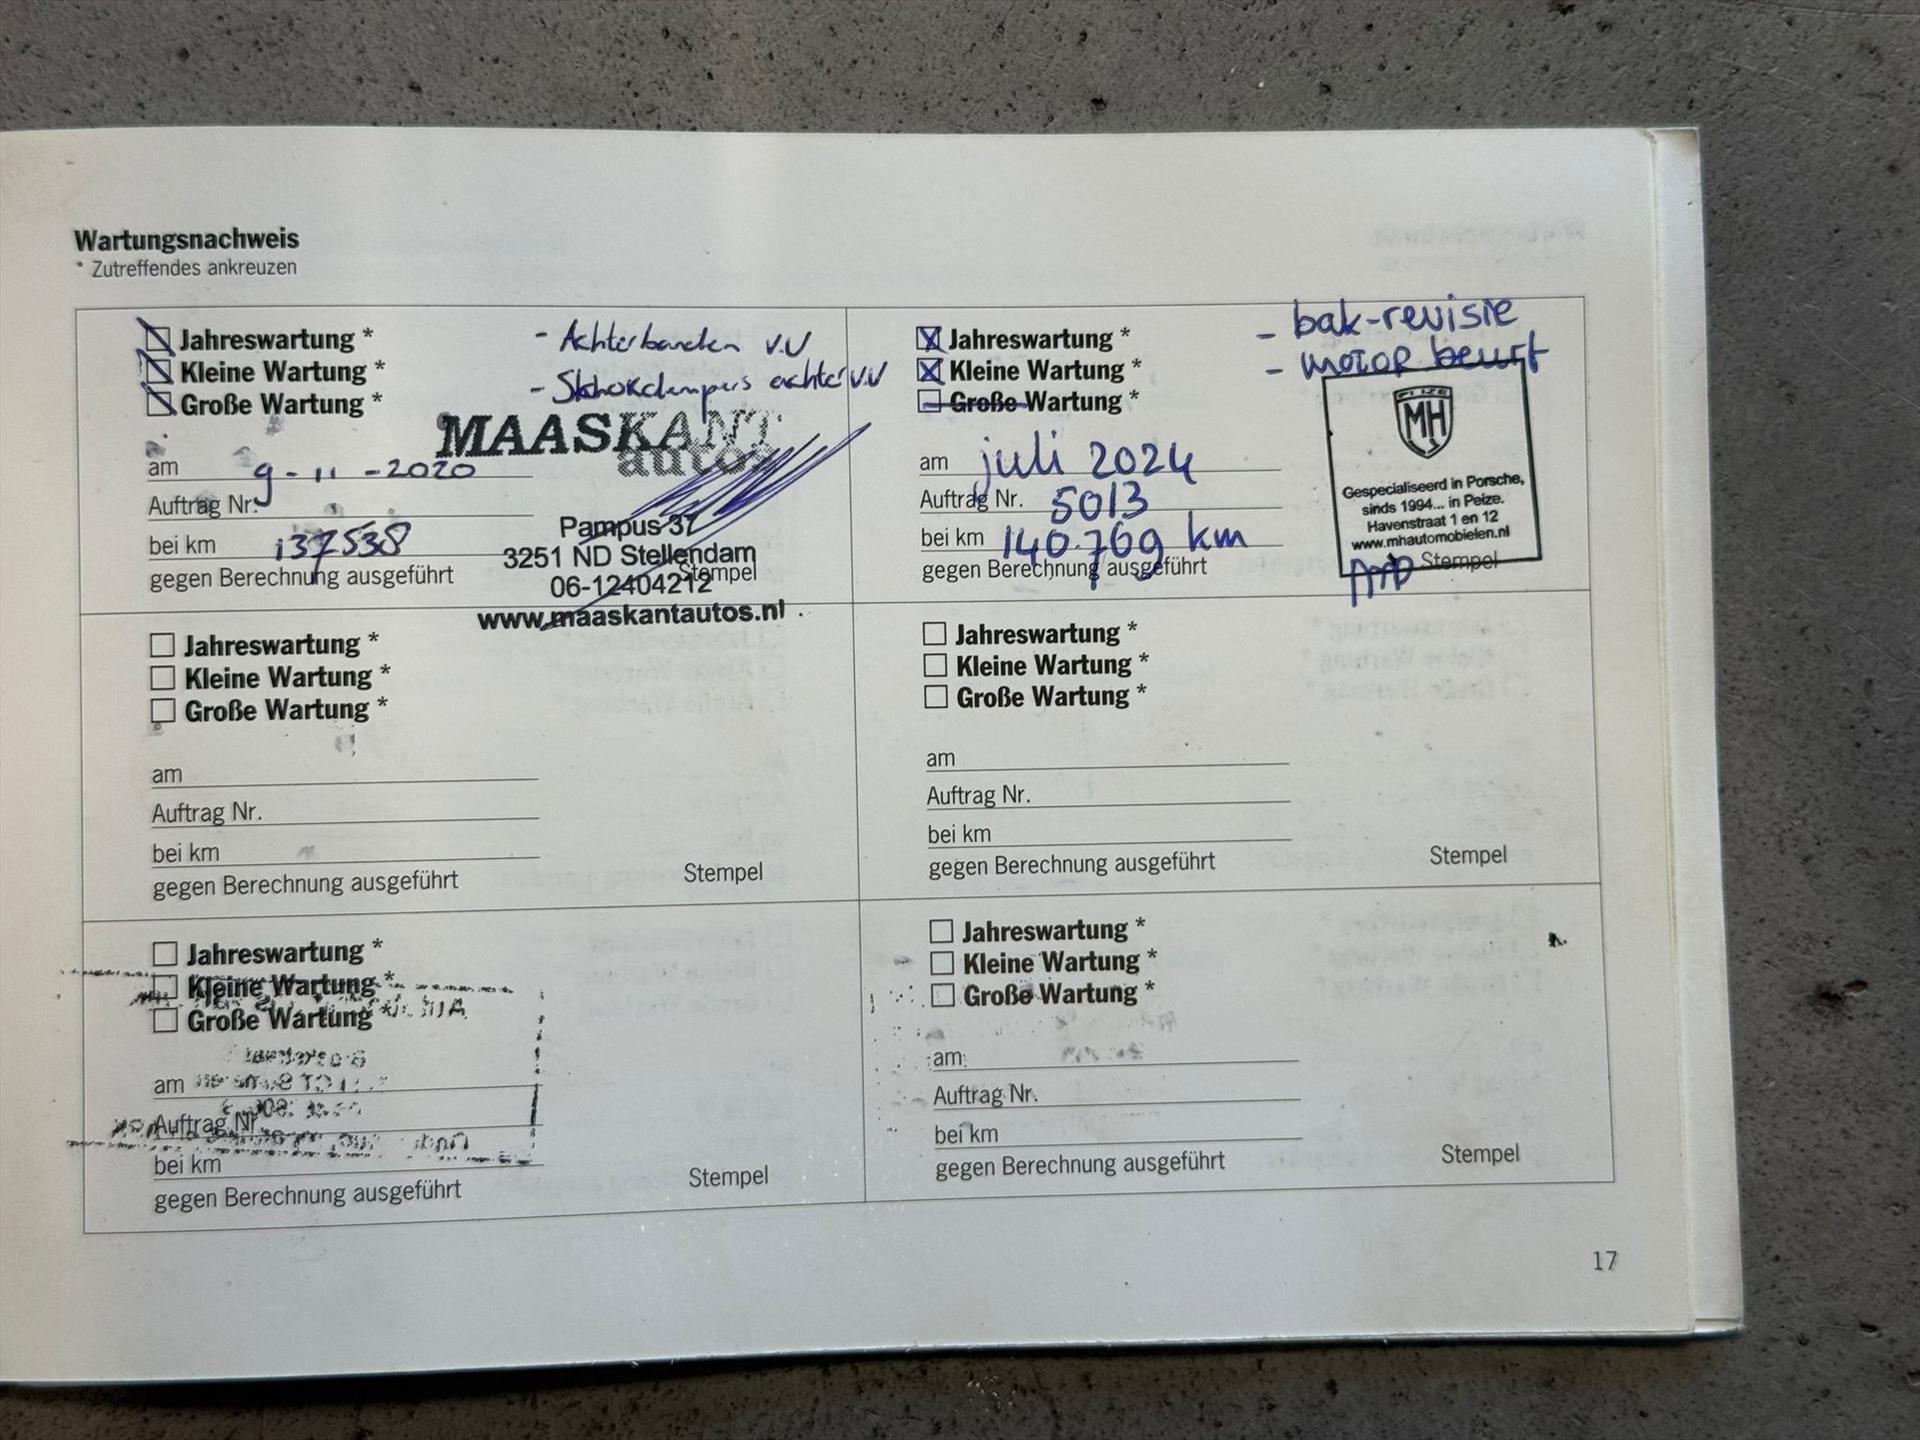 Wartungsnachweis
* Zutreffendes ankreuzen
Jahreswartung *
Kleine Wartung *
Große Wartung *
- Achterbanden v.v
- Schokdempers achter v.v
MAASKANT
autos
am 9-11-2020
Auftrag Nr.
bei km 137538
gegen Berechnung ausgeführt
Pampus 37
3251 ND Stellendam
06-12404212
Stempel
www.maaskantautos.nl
Jahreswartung *
Kleine Wartung *
Große Wartung *
- bak-revisie
- motor beurt
am juli 2024
Auftrag Nr. 5013
bei km 140.769 km
gegen Berechnung ausgeführt
MH
Gespecialiseerd in Porsche,
sinds 1994... in Peize.
Havenstraat 1 en 12
www.mhautomobielen.nl
Stempel
Jahreswartung *
Kleine Wartung *
Große Wartung *
am
Auftrag Nr.
bei km
gegen Berechnung ausgeführt
Stempel
Jahreswartung *
Kleine Wartung *
Große Wartung *
am
Auftrag Nr.
bei km
gegen Berechnung ausgeführt
Stempel
Jahreswartung *
Kleine Wartung *
Große Wartung *
am
Auftrag Nr.
bei km
gegen Berechnung ausgeführt
Stempel
Jahreswartung *
Kleine Wartung *
Große Wartung *
am
Auftrag Nr.
bei km
gegen Berechnung ausgeführt
Stempel
17